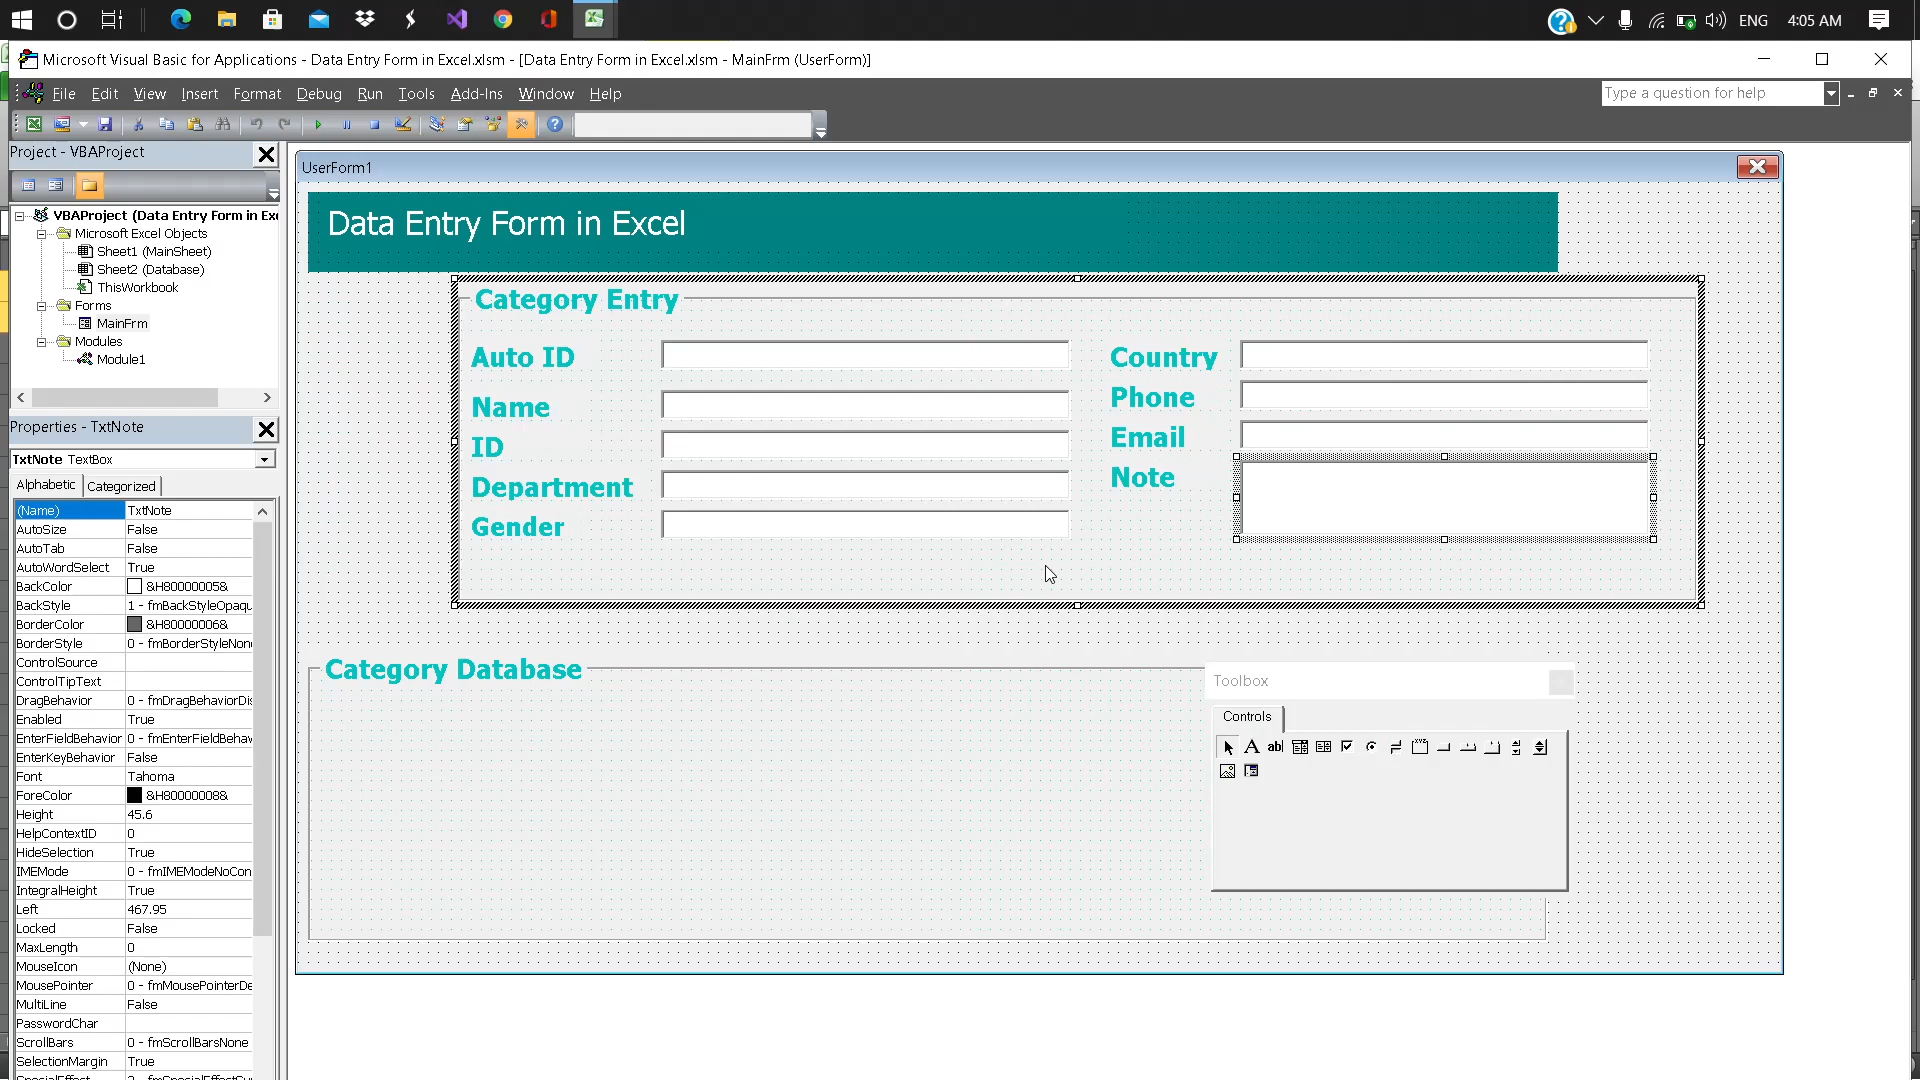 ENG
4:05 AM
Microsoft Visual Basic for Applications - Data Entry Form in Excel.xlsm - [Data Entry Form in Excel.xlsm - MainFrm (UserForm)]
File Edit View Insert Format Debug Run Tools Add-Ins Window Help
Type a question for help
Project - VBAProject
VBAProject (Data Entry Form in Ex
Microsoft Excel Objects
Sheet1 (MainSheet)
Sheet2 (Database)
ThisWorkbook
Forms
MainFrm
Modules
Module1
Properties - TxtNote
TxtNote TextBox
Alphabetic Categorized
(Name) TxtNote
AutoSize False
AutoTab False
AutoWordSelect True
BackColor &H80000005&
BackStyle 1 - fmBackStyleOpaqu
BorderColor &H80000006&
BorderStyle 0 - fmBorderStyleNon
ControlSource
ControlTipText
DragBehavior 0 - fmDragBehaviorDis
Enabled True
EnterFieldBehavior 0 - fmEnterFieldBehav
EnterKeyBehavior False
Font Tahoma
ForeColor &H80000008&
Height 45.6
HelpContextID 0
HideSelection True
IMEMode 0 - fmIMEModeNoCon
IntegralHeight True
Left 467.95
Locked False
MaxLength 0
MouseIcon (None)
MousePointer 0 - fmMousePointerDe
MultiLine False
PasswordChar
ScrollBars 0 - fmScrollBarsNone
SelectionMargin True
UserForm1
Data Entry Form in Excel
Category Entry
Auto ID
Name
ID
Department
Gender
Country
Phone
Email
Note
Category Database
Toolbox
Controls
A
ab